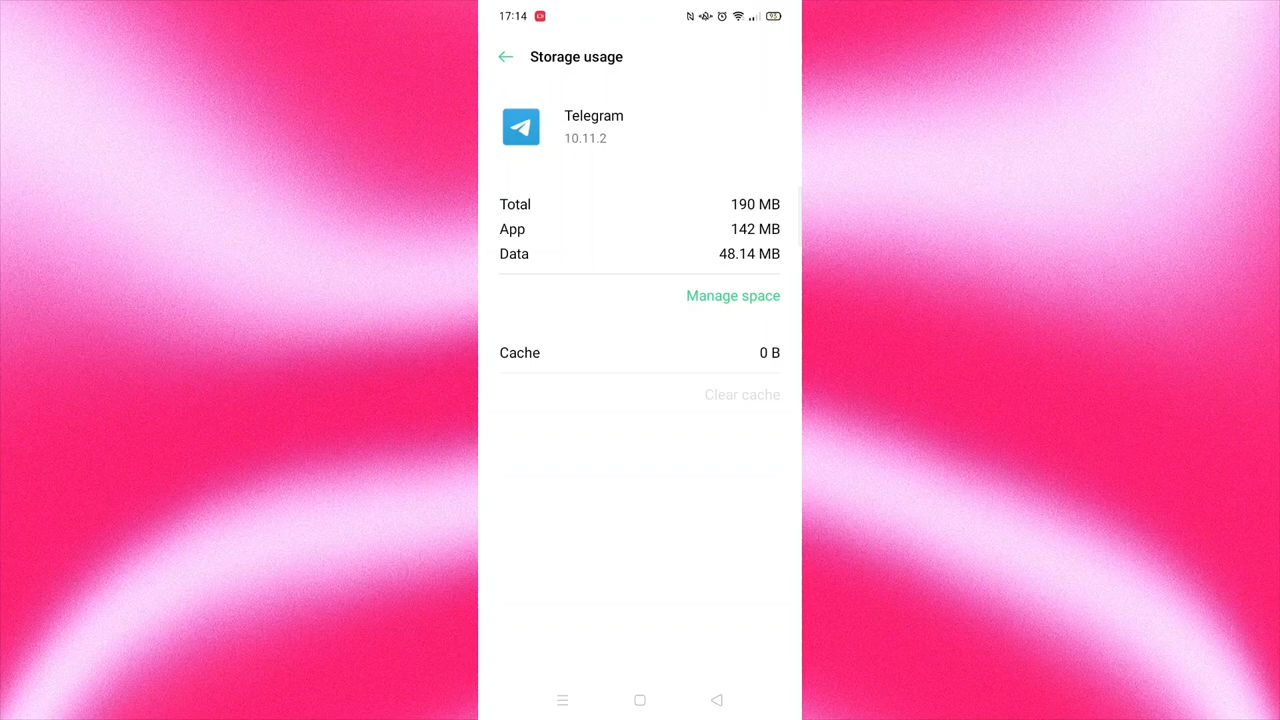 17:14 95
Storage usage
Telegram
10.11.2
Total 190 MB
App 142 MB
Data 48.14 MB
Manage space
Cache 0 B
Clear cache